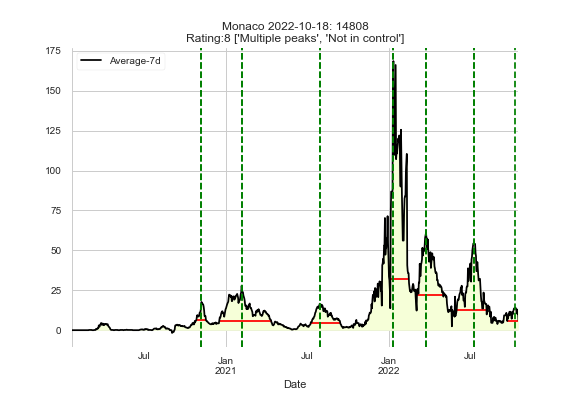 Monaco 2022-10-18: 14808
Rating:8 ['Multiple peaks', 'Not in control']
175
Average-7d
150
125
100
75
50
25
0
Jul
Jan
2021
Jul
Jan
2022
Jul
Date